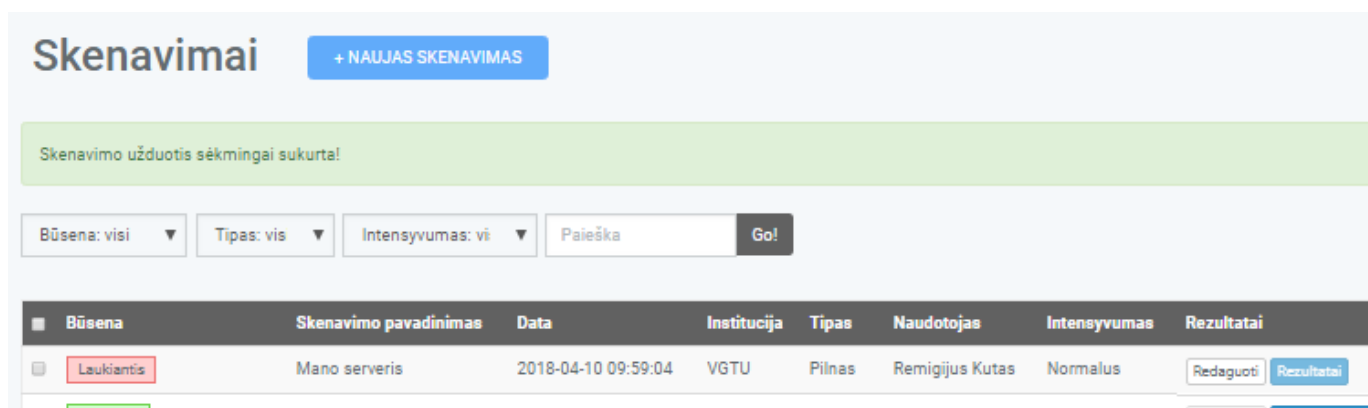 Skenavimai + NAUJAS SKENAVIMAS
Skenavimo užduotis sėkmingai sukurta!
Būsena: visi ▼ Tipas: vis ▼ Intensyvumas: vi ▼ Paieška Go!
Būsena Skenavimo pavadinimas Data Institucija Tipas Naudotojas Intensyvumas Rezultatai
Laukiantis Mano serveris 2018-04-10 09:59:04 VGTU Pilnas Remigijus Kutas Normalus Redaguoti Rezultatai